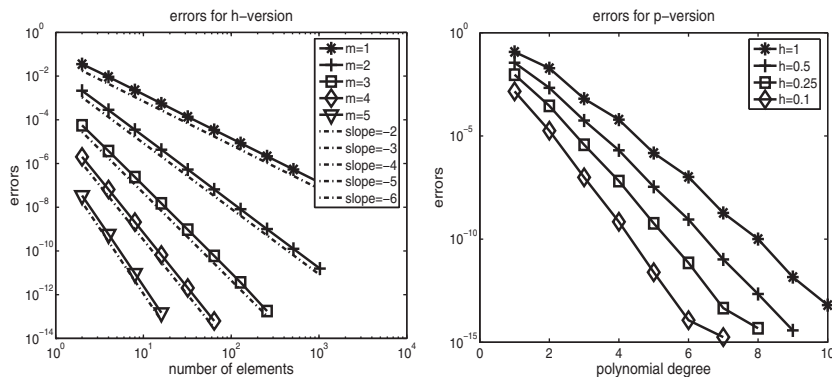 errors for h-version
errors
10^0
10^-2
10^-4
10^-6
10^-8
10^-10
10^-12
10^-14
m=1
m=2
m=3
m=4
m=5
slope=-2
slope=-3
slope=-4
slope=-5
slope=-6
10^0 10^1 10^2 10^3 10^4
number of elements
errors for p-version
errors
10^0
10^-5
10^-10
10^-15
h=1
h=0.5
h=0.25
h=0.1
0 2 4 6 8 10
polynomial degree